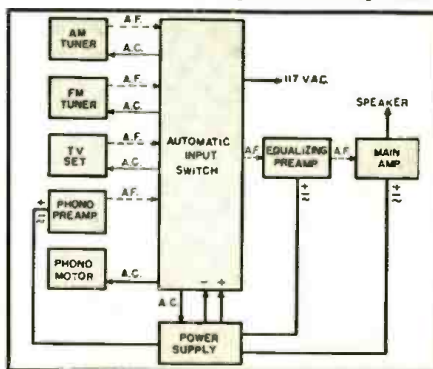 AM
TUNER
A.F.
A.C.
FM
TUNER
A.F.
A.C.
TV
SET
A.F.
A.C.
PHONO
PREAMP
A.F.
PHONO
MOTOR
A.C.
AUTOMATIC
INPUT
SWITCH
117 V.A.C.
A.F.
EQUALIZING
PREAMP
A.F.
SPEAKER
MAIN
AMP
A.C.
- +
POWER
SUPPLY